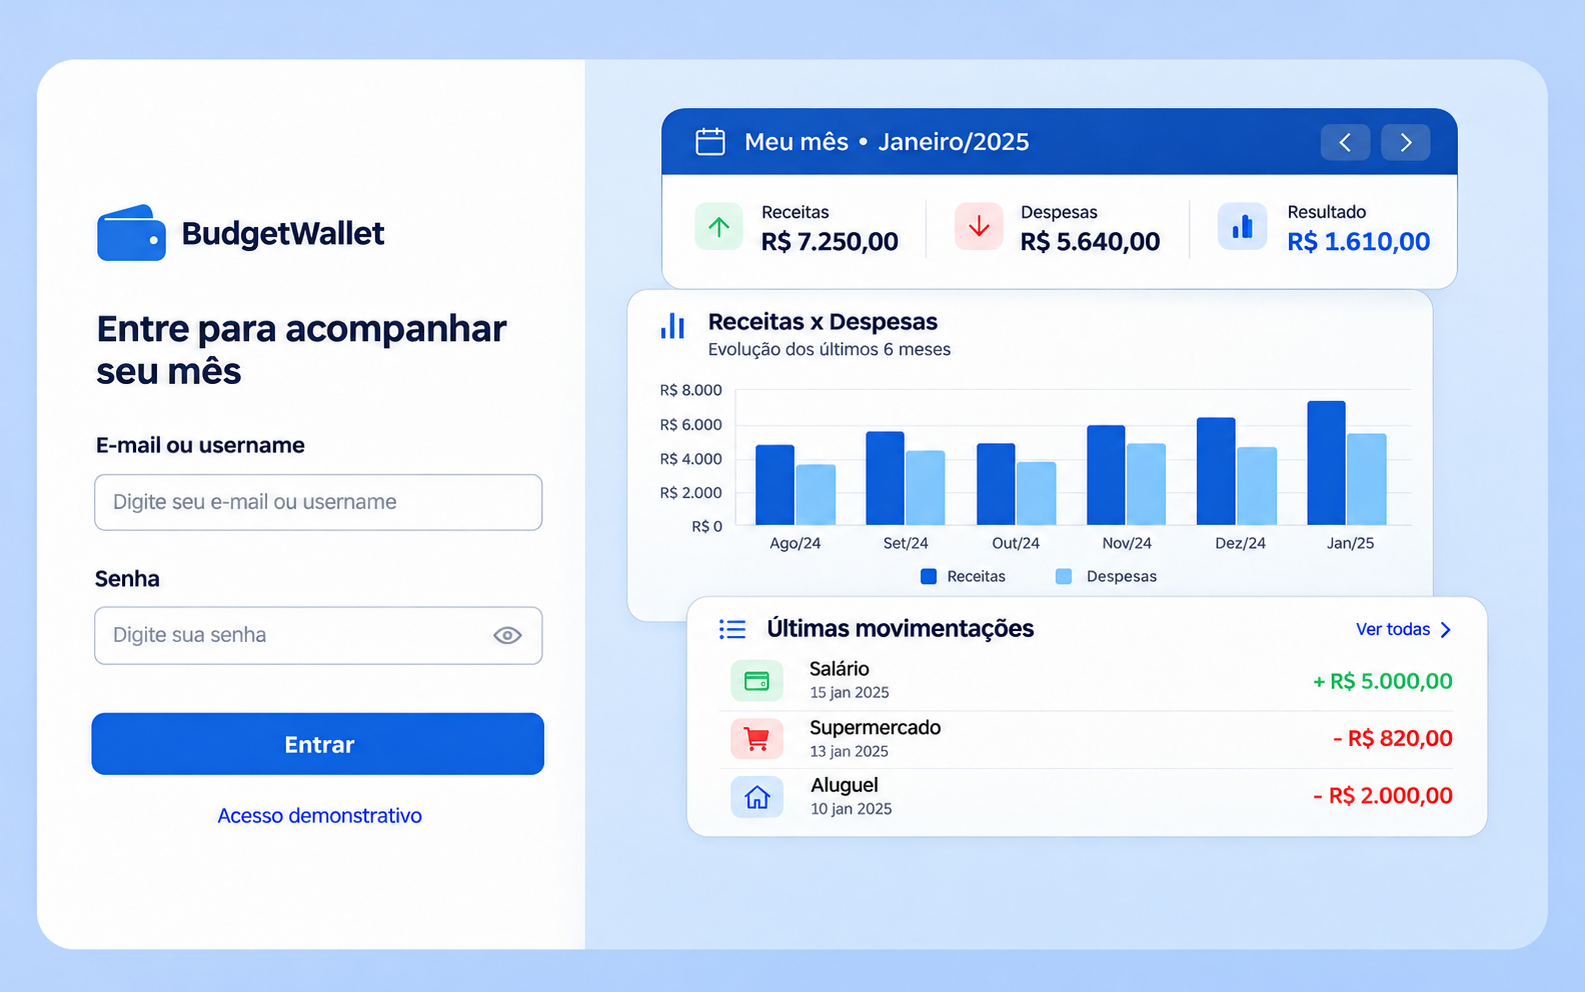 BudgetWallet
Entre para acompanhar
seu mês
E-mail ou username
Digite seu e-mail ou username
Senha
Digite sua senha
Entrar
Acesso demonstrativo
Meu mês • Janeiro/2025
Receitas
R$ 7.250,00
Despesas
R$ 5.640,00
Resultado
R$ 1.610,00
Receitas x Despesas
Evolução dos últimos 6 meses
R$ 8.000
R$ 6.000
R$ 4.000
R$ 2.000
R$ 0
Ago/24 Set/24 Out/24 Nov/24 Dez/24 Jan/25
Receitas Despesas
Últimas movimentações Ver todas
Salário
15 jan 2025
+ R$ 5.000,00
Supermercado
13 jan 2025
- R$ 820,00
Aluguel
10 jan 2025
- R$ 2.000,00